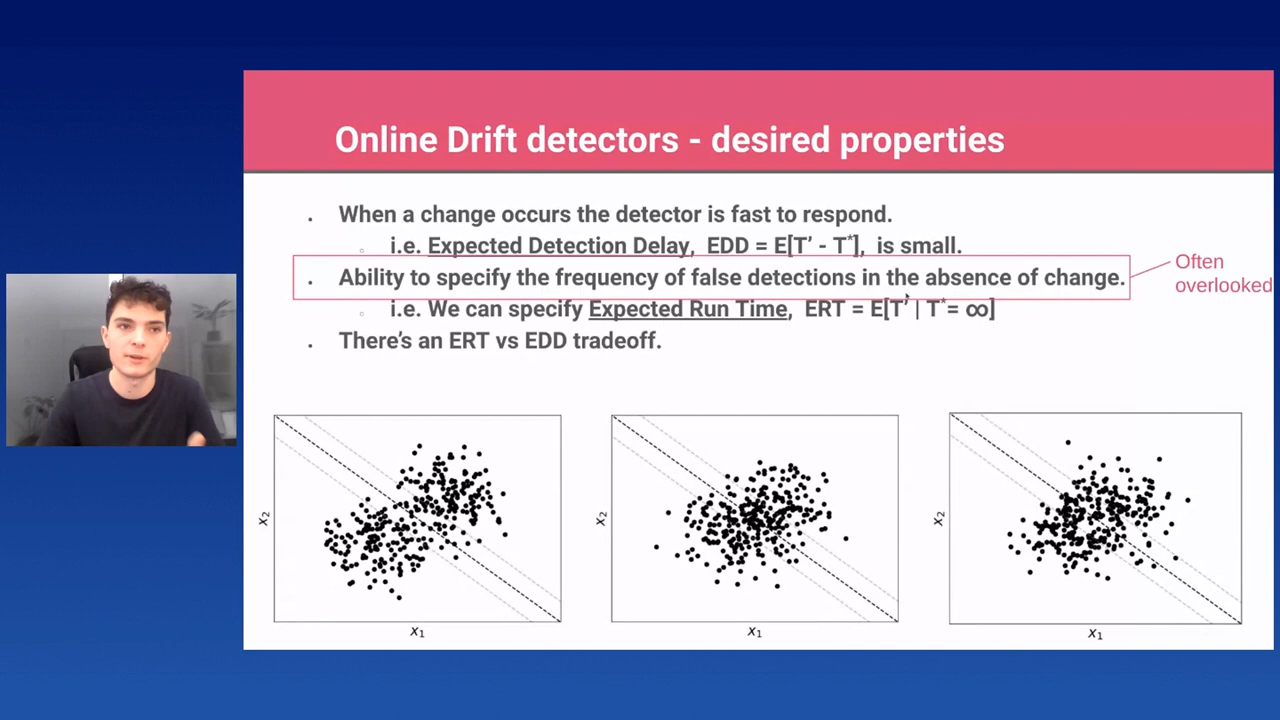 Online Drift detectors - desired properties
. When a change occurs the detector is fast to respond.
○ i.e. Expected Detection Delay, EDD = E[T’ - T*], is small.
. Ability to specify the frequency of false detections in the absence of change.
Often
overlooked
○ i.e. We can specify Expected Run Time, ERT = E[T’ | T*= ∞]
. There’s an ERT vs EDD tradeoff.
x₂
x₁
x₂
x₁
x₂
x₁